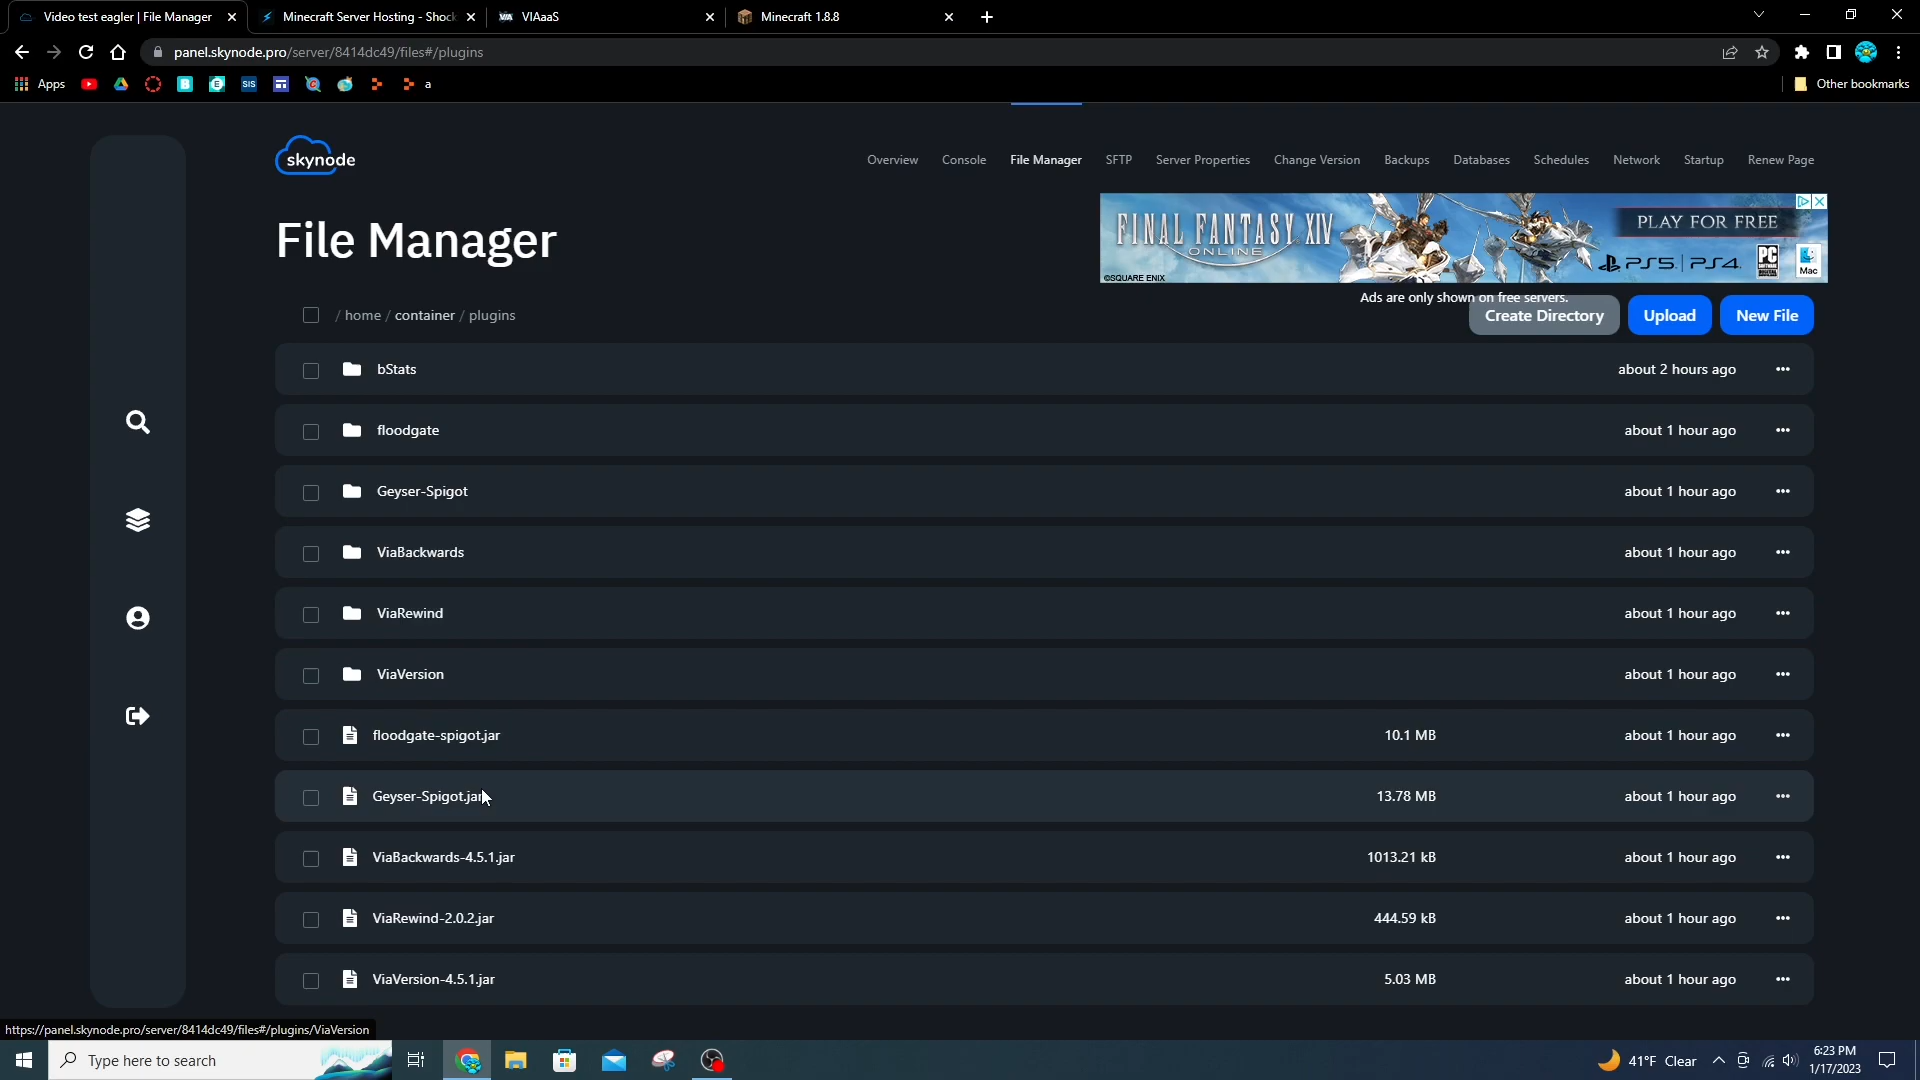 Video test eagler | File Manager
Minecraft Server Hosting - Shock
VIA VIAaaS
Minecraft 1.8.8
panel.skynode.pro/server/8414dc49/files#/plugins
Apps
SIS
a
Other bookmarks
skynode
Overview
Console
File Manager
SFTP
Server Properties
Change Version
Backups
Databases
Schedules
Network
Startup
Renew Page
File Manager
FINAL FANTASY XIV
ONLINE
©SQUARE ENIX
PLAY FOR FREE
PS5 | PS4
PC
Mac
Ads are only shown on free servers.
/ home / container / plugins
Create Directory
Upload
New File
bStats about 2 hours ago
floodgate about 1 hour ago
Geyser-Spigot about 1 hour ago
ViaBackwards about 1 hour ago
ViaRewind about 1 hour ago
ViaVersion about 1 hour ago
floodgate-spigot.jar 10.1 MB about 1 hour ago
Geyser-Spigot.jar 13.78 MB about 1 hour ago
ViaBackwards-4.5.1.jar 1013.21 kB about 1 hour ago
ViaRewind-2.0.2.jar 444.59 kB about 1 hour ago
ViaVersion-4.5.1.jar 5.03 MB about 1 hour ago
https://panel.skynode.pro/server/8414dc49/files#/plugins/ViaVersion
Type here to search
41°F Clear
6:23 PM
1/17/2023